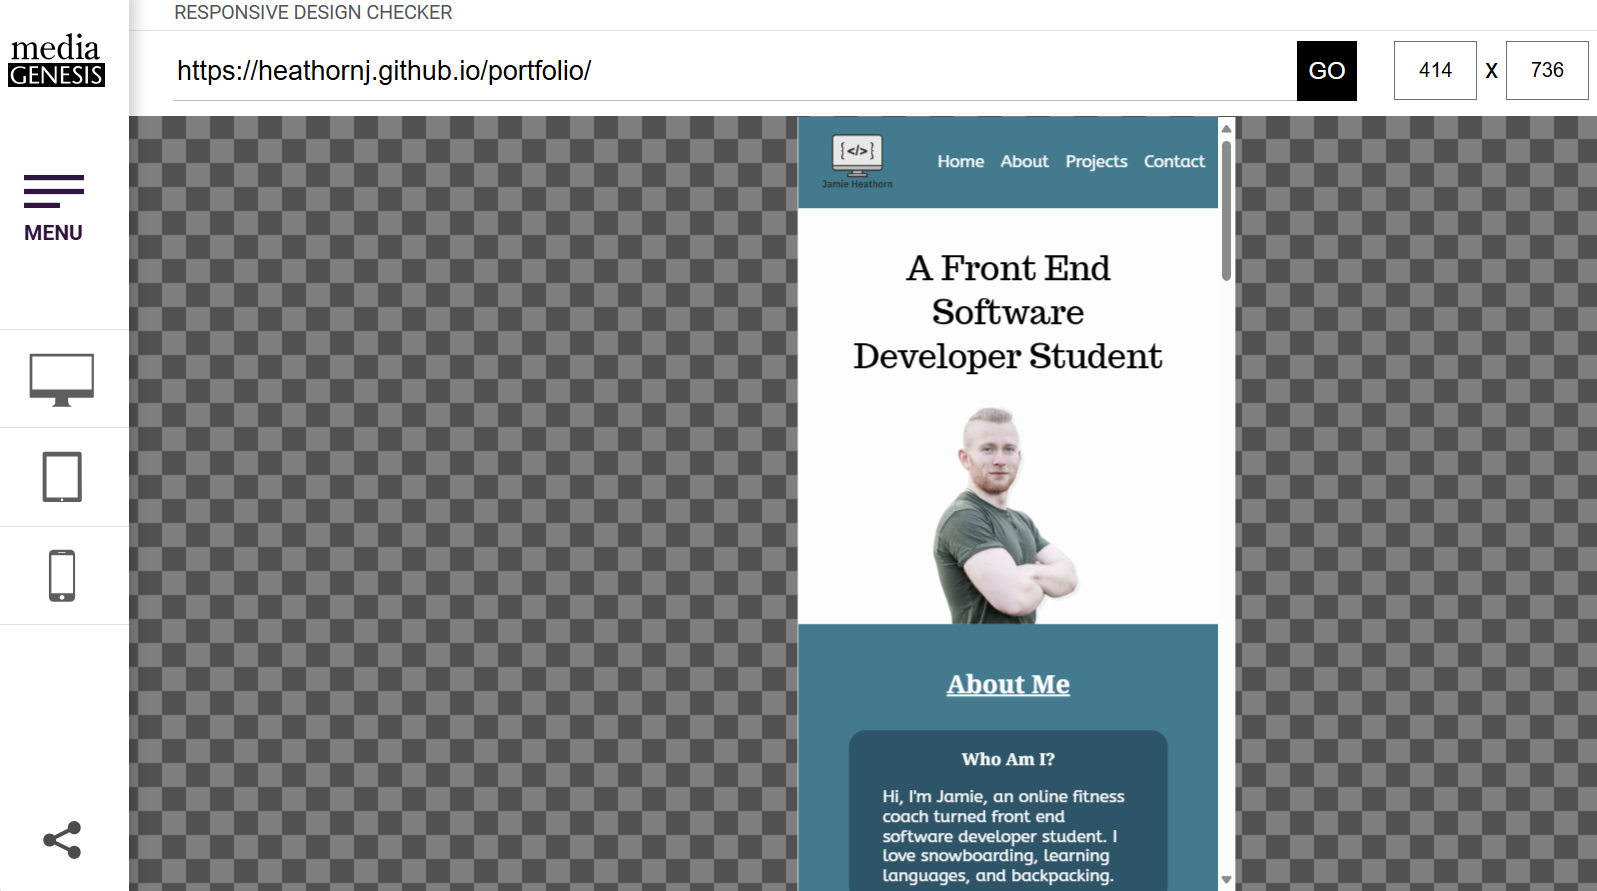 RESPONSIVE DESIGN CHECKER
media
GENESIS
https://heathornj.github.io/portfolio/
GO
414 x 736
MENU
{</>}
Jamie Heathorn
Home About Projects Contact
A Front End
Software
Developer Student
About Me
Who Am I?
Hi, I'm Jamie, an online fitness
coach turned front end
software developer student. I
love snowboarding, learning
languages, and backpacking.